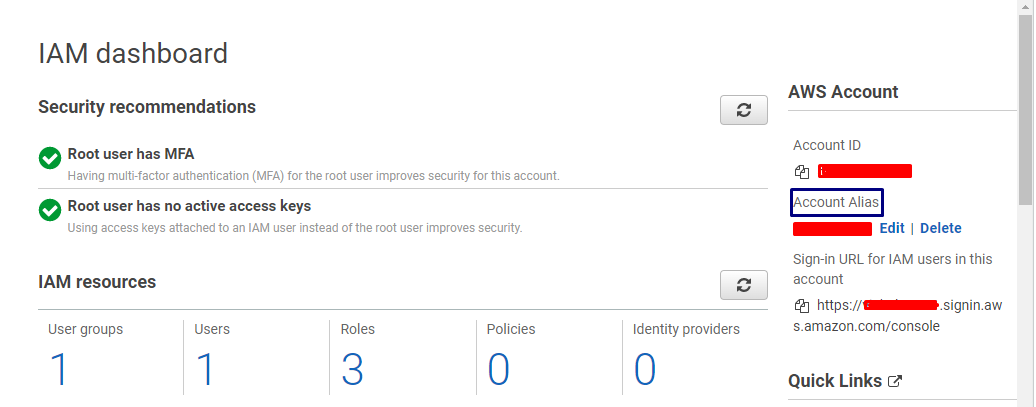 IAM dashboard
Security recommendations
Root user has MFA
Having multi-factor authentication (MFA) for the root user improves security for this account.
Root user has no active access keys
Using access keys attached to an IAM user instead of the root user improves security.
IAM resources
User groups
1
Users
1
Roles
3
Policies
0
Identity providers
0
AWS Account
Account ID
Account Alias
Edit | Delete
Sign-in URL for IAM users in this
account
https:// .signin.aw
s.amazon.com/console
Quick Links